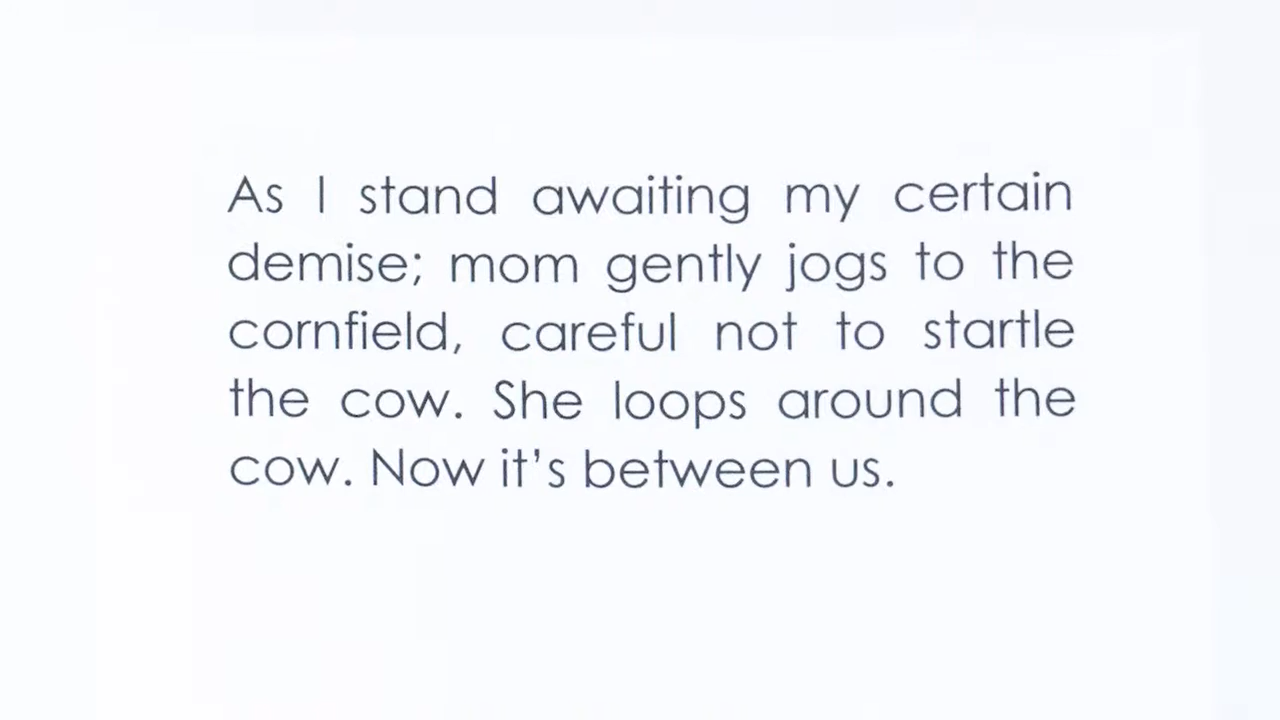 As I stand awaiting my certain
demise; mom gently jogs to the
cornfield, careful not to startle
the cow. She loops around the
cow. Now it’s between us.